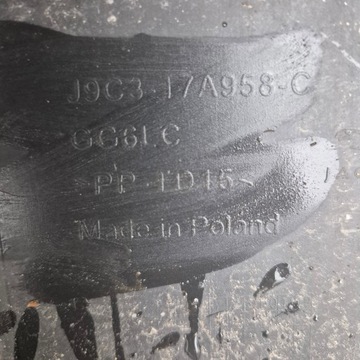 J9C3-17A958-C
GG6LC
>PP-TD15<
Made in Poland